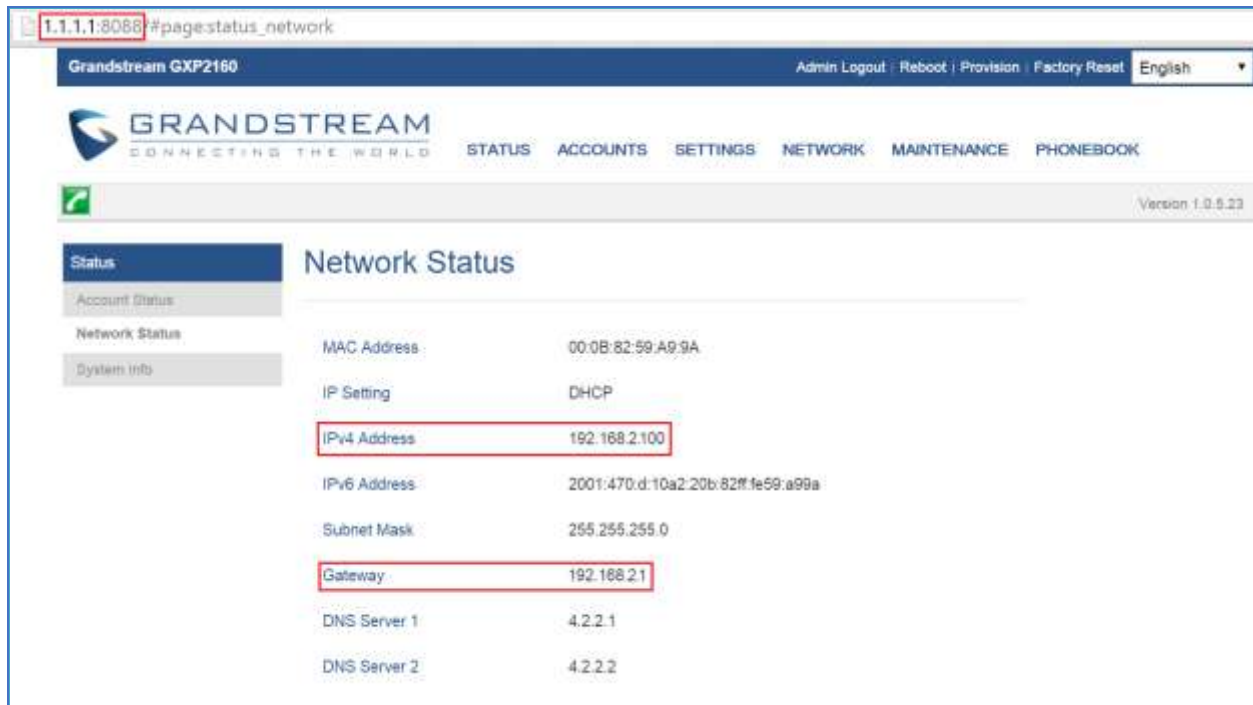 1.1.1.1:8088/#page:status_network
Grandstream GXP2160 Admin Logout | Reboot | Provision | Factory Reset English
GRANDSTREAM
CONNECTING THE WORLD
STATUS ACCOUNTS SETTINGS NETWORK MAINTENANCE PHONEBOOK
Version 1.0.5.23
Status
Account Status
Network Status
System Info
Network Status
MAC Address 00:0B:82:59:A9:9A
IP Setting DHCP
IPv4 Address 192.168.2.100
IPv6 Address 2001:470:d:10a2:20b:82ff:fe59:a99a
Subnet Mask 255.255.255.0
Gateway 192.168.2.1
DNS Server 1 4.2.2.1
DNS Server 2 4.2.2.2